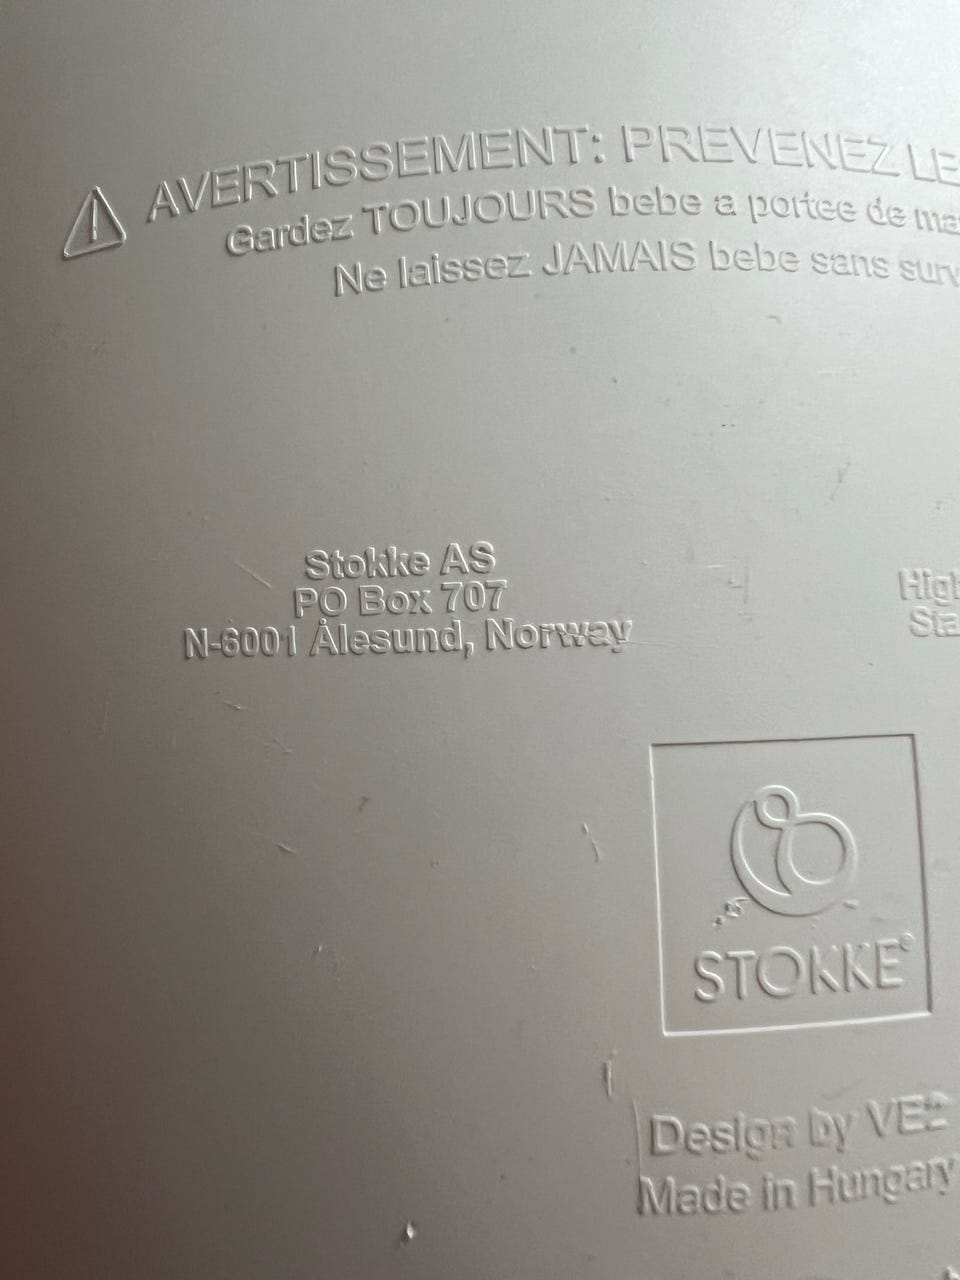 AVERTISSEMENT: PREVENEZ LE
Gardez TOUJOURS bebe a portee de
Ne laissez JAMAIS bebe sans
Stokke AS
PO Box 707
N-6001 Ålesund, Norway
STOKKE®
Design by
Made in Hungary